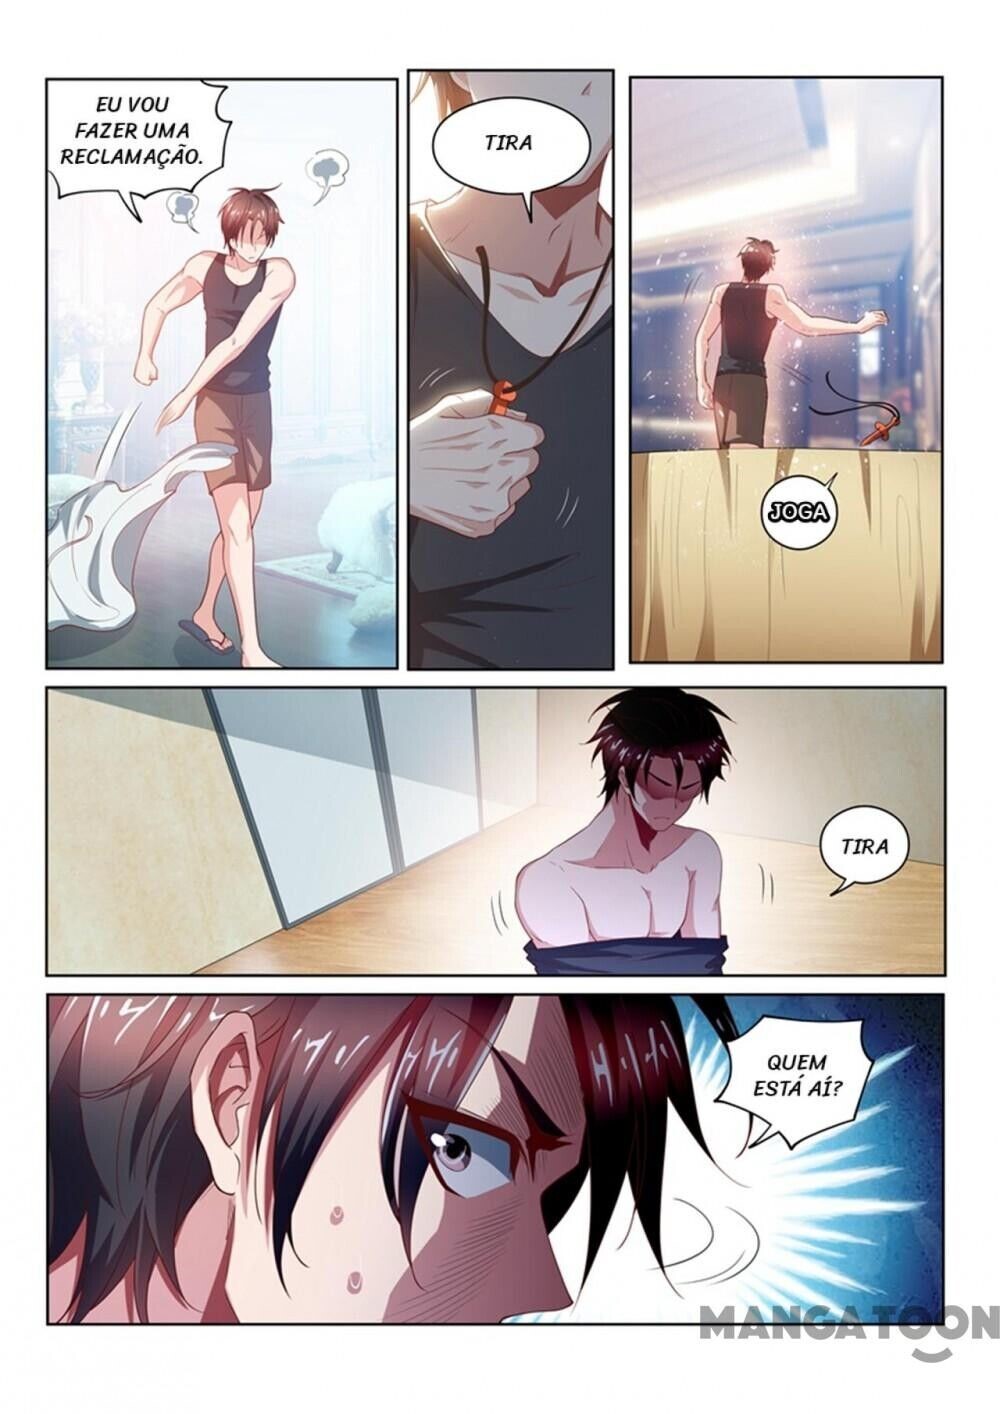 EU VOU
FAZER UMA
RECLAMAÇÃO.
TIRA
JOGA
TIRA
QUEM
ESTÁ AÍ?
MANGATOON